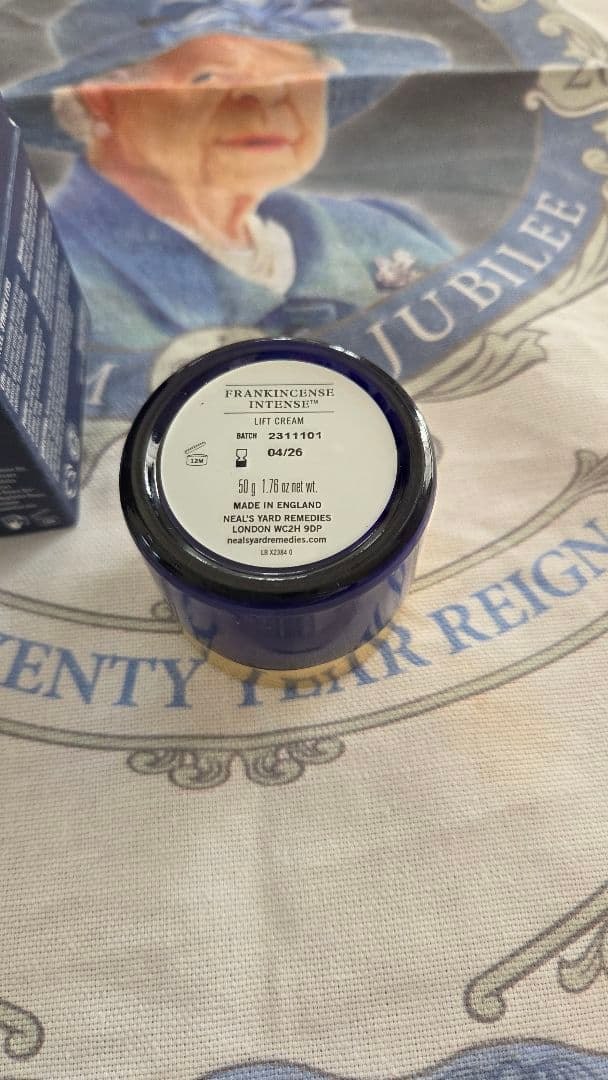 FRANKINCENSE
INTENSE™
LIFT CREAM
BATCH 2311101
12M
04/26
50 g 1.76 oz net wt.
MADE IN ENGLAND
NEAL'S YARD REMEDIES
LONDON WC2H 9DP
nealsyardremedies.com
LB X2384 0
JUBILEE
YEAR REIGN